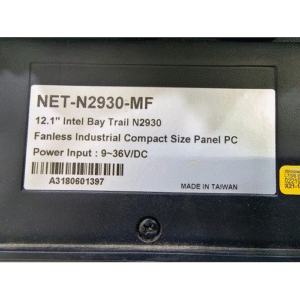 NET-N2930-MF
12.1" Intel Bay Trail N2930
Fanless Industrial Compact Size Panel PC
Power Input : 9~36V/DC
A3180601397
MADE IN TAIWAN